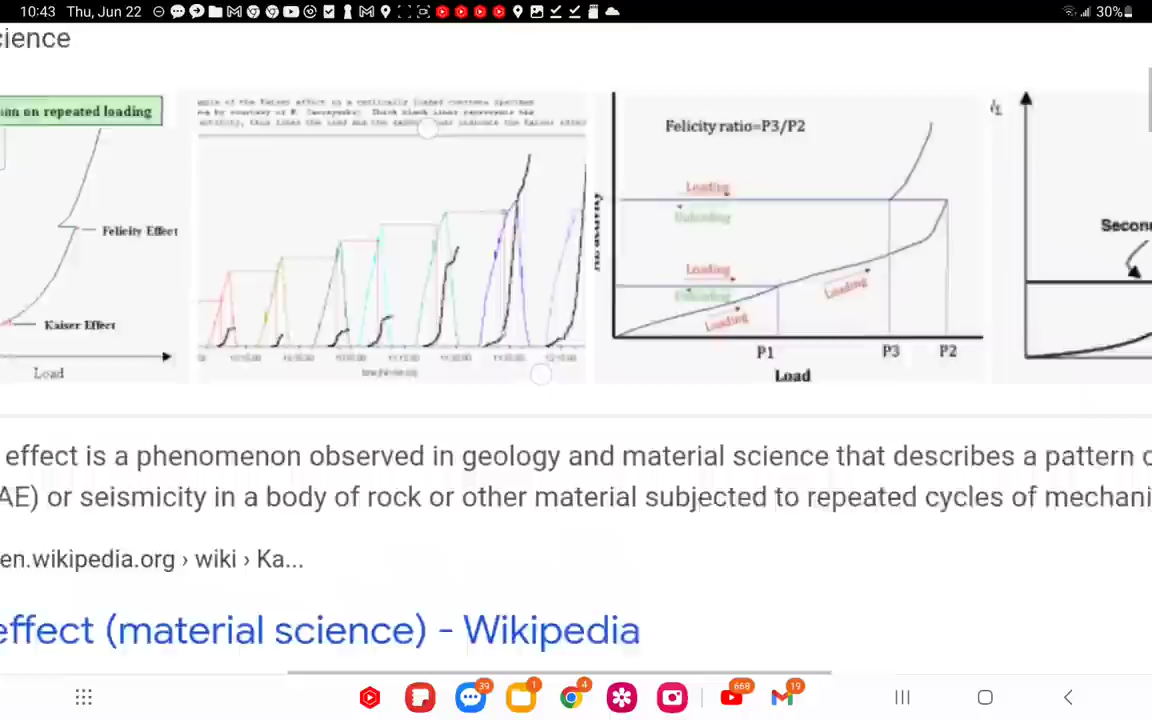 10:43 Thu, Jun 22
30%
cience
ion on repeated loading
Felicity Effect
Kaiser Effect
Load
Felicity ratio=P3/P2
Loading
Unloading
Loading
Unloading
Loading
Loading
P1
P3
P2
Load
Secon
effect is a phenomenon observed in geology and material science that describes a pattern o
AE) or seismicity in a body of rock or other material subjected to repeated cycles of mechani
en.wikipedia.org › wiki › Ka...
effect (material science) - Wikipedia
39
1
4
668
19